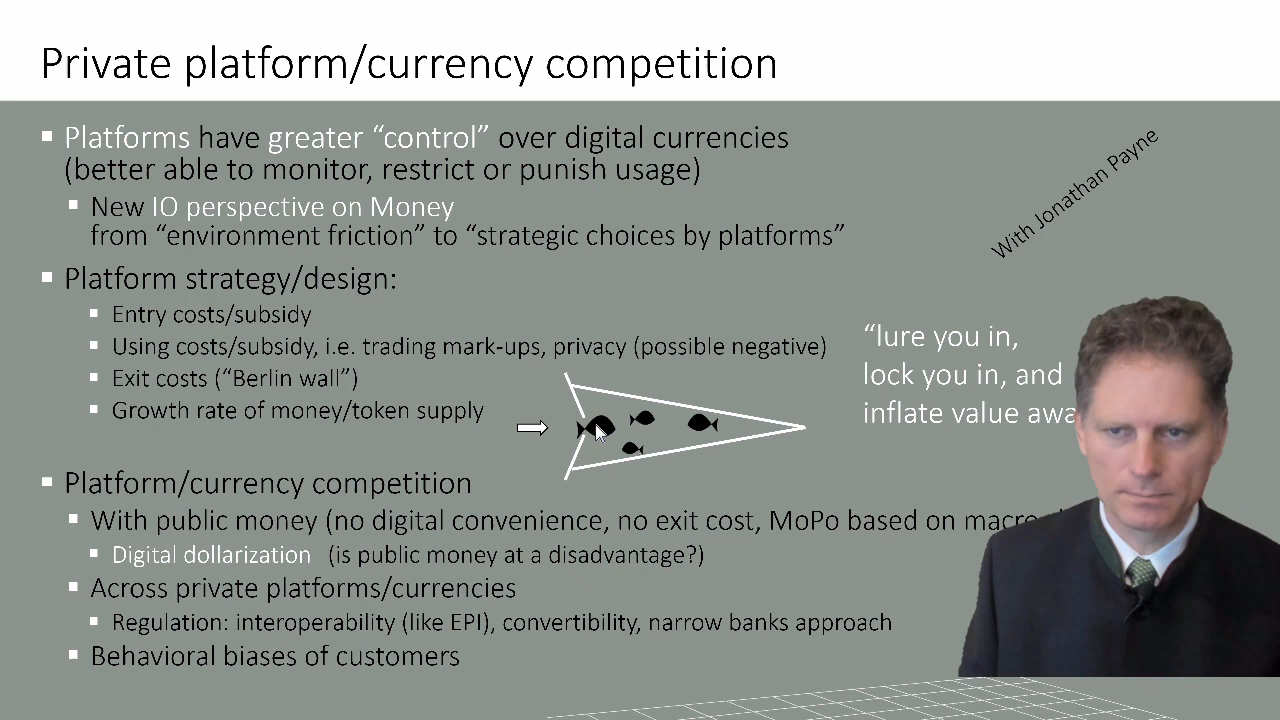 Private platform/currency competition
Platforms have greater “control” over digital currencies
(better able to monitor, restrict or punish usage)
New IO perspective on Money
from “environment friction” to “strategic choices by platforms”
With Jonathan Payne
Platform strategy/design:
Entry costs/subsidy
Using costs/subsidy, i.e. trading mark-ups, privacy (possible negative)
Exit costs (“Berlin wall”)
Growth rate of money/token supply
“lure you in,
lock you in, and
inflate value
Platform/currency competition
With public money (no digital convenience, no exit cost, MoPo based on
Digital dollarization (is public money at a disadvantage?)
Across private platforms/currencies
Regulation: interoperability (like EPI), convertibility, narrow banks approach
Behavioral biases of customers